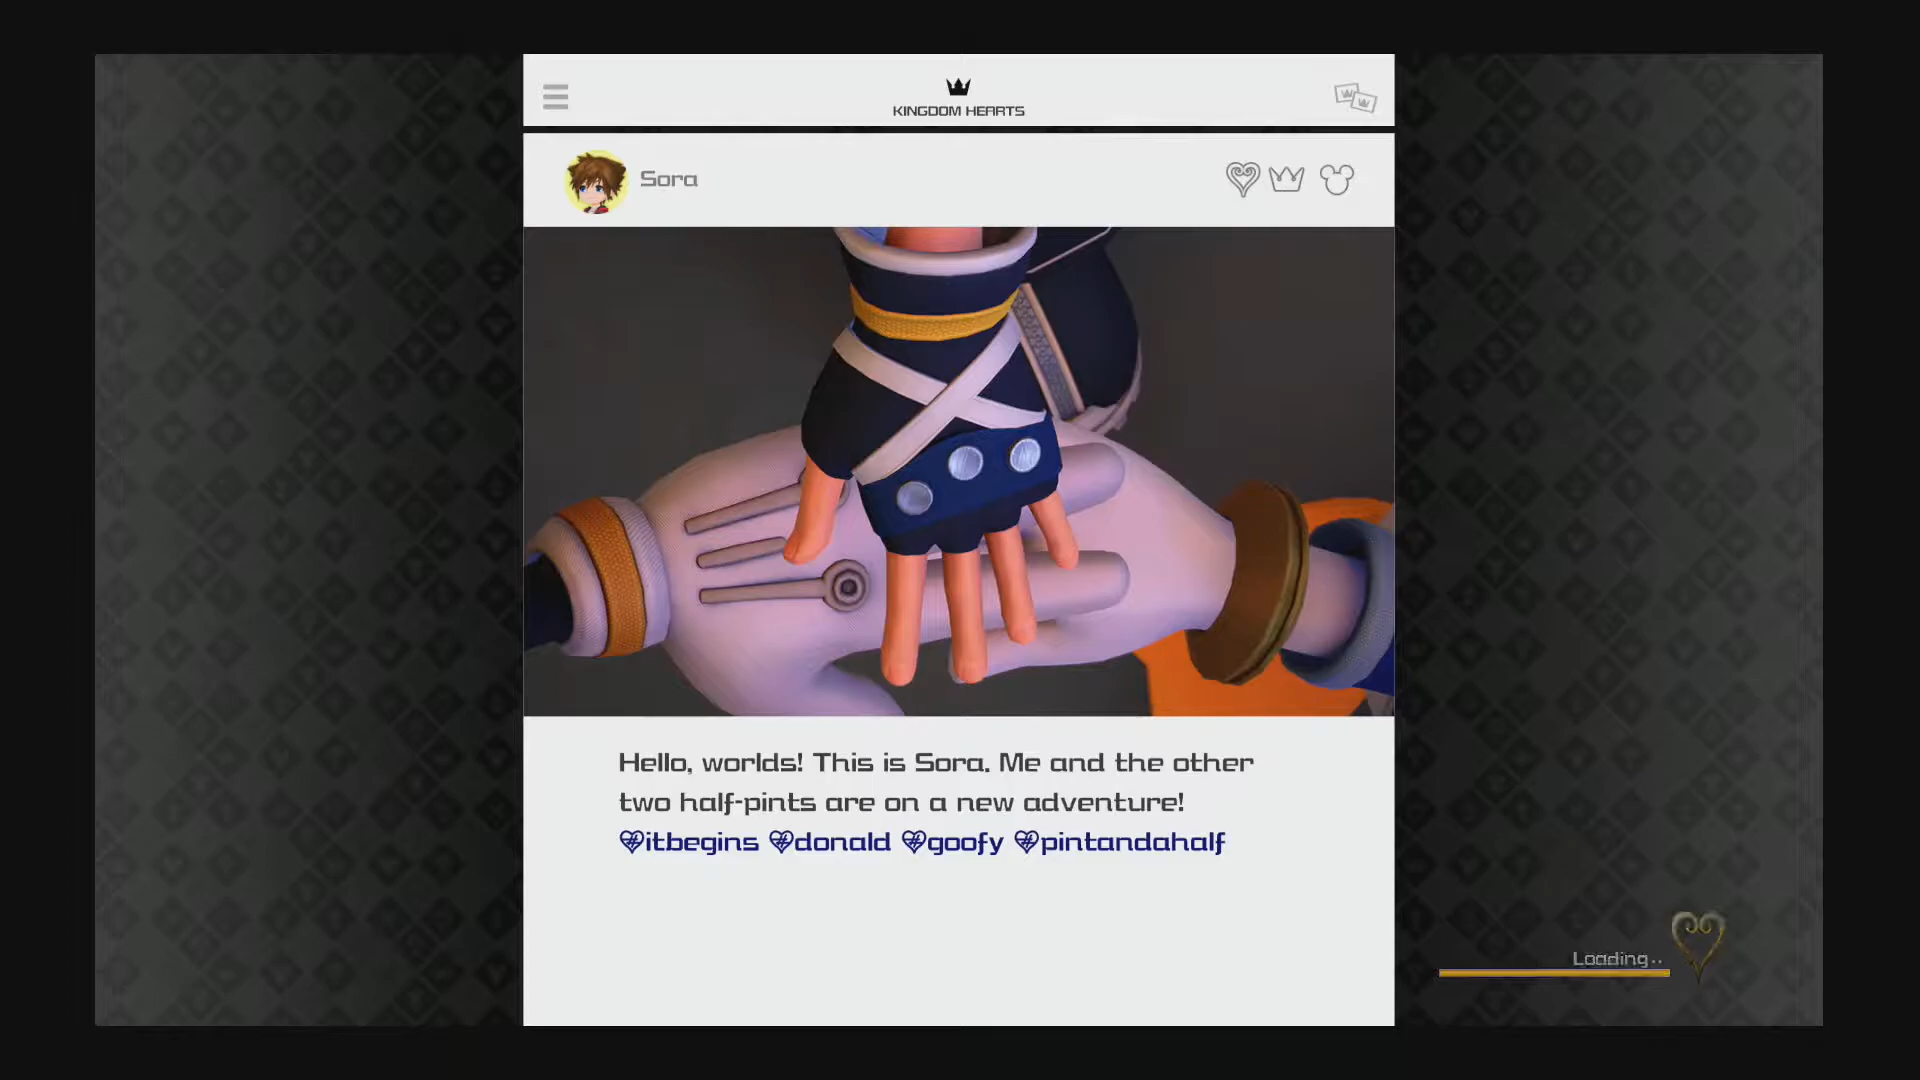 KINGDOM HEARTS
Sora
Hello, worlds! This is Sora. Me and the other
two half-pints are on a new adventure!
#itbegins #donald #goofy #pintandahalf
Loading..